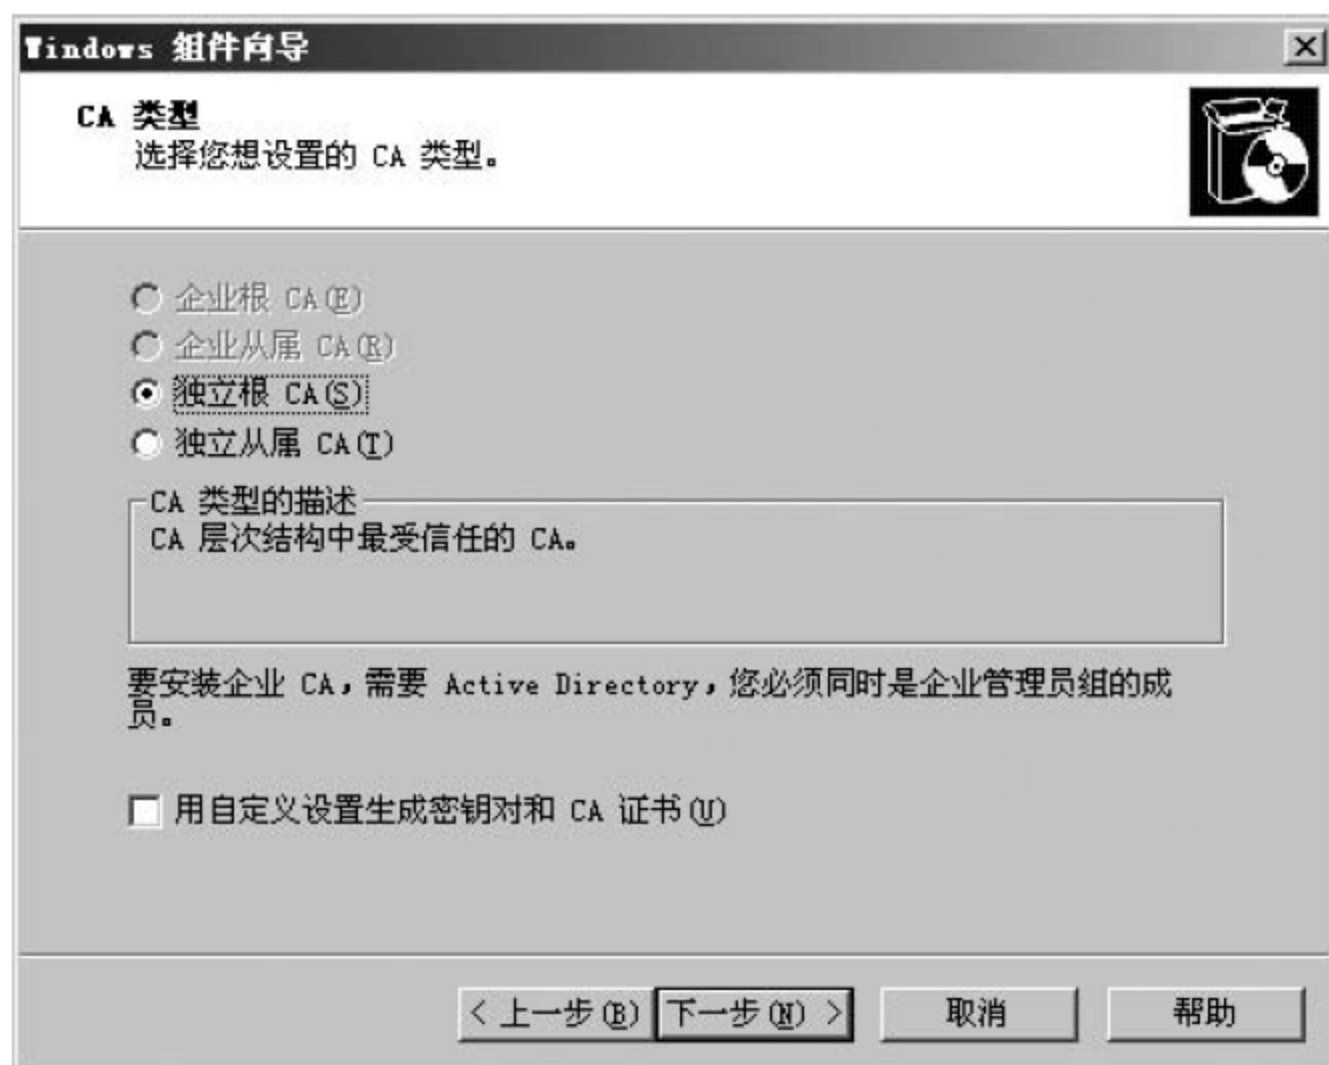 Windows 组件向导
CA 类型
选择您想设置的 CA 类型。
企业根 CA(E)
企业从属 CA(R)
独立根 CA(S)
独立从属 CA(T)
CA 类型的描述
CA 层次结构中最受信任的 CA。
要安装企业 CA，需要 Active Directory，您必须同时是企业管理员组的成
员。
用自定义设置生成密钥对和 CA 证书(U)
< 上一步(B) 下一步(N) > 取消 帮助